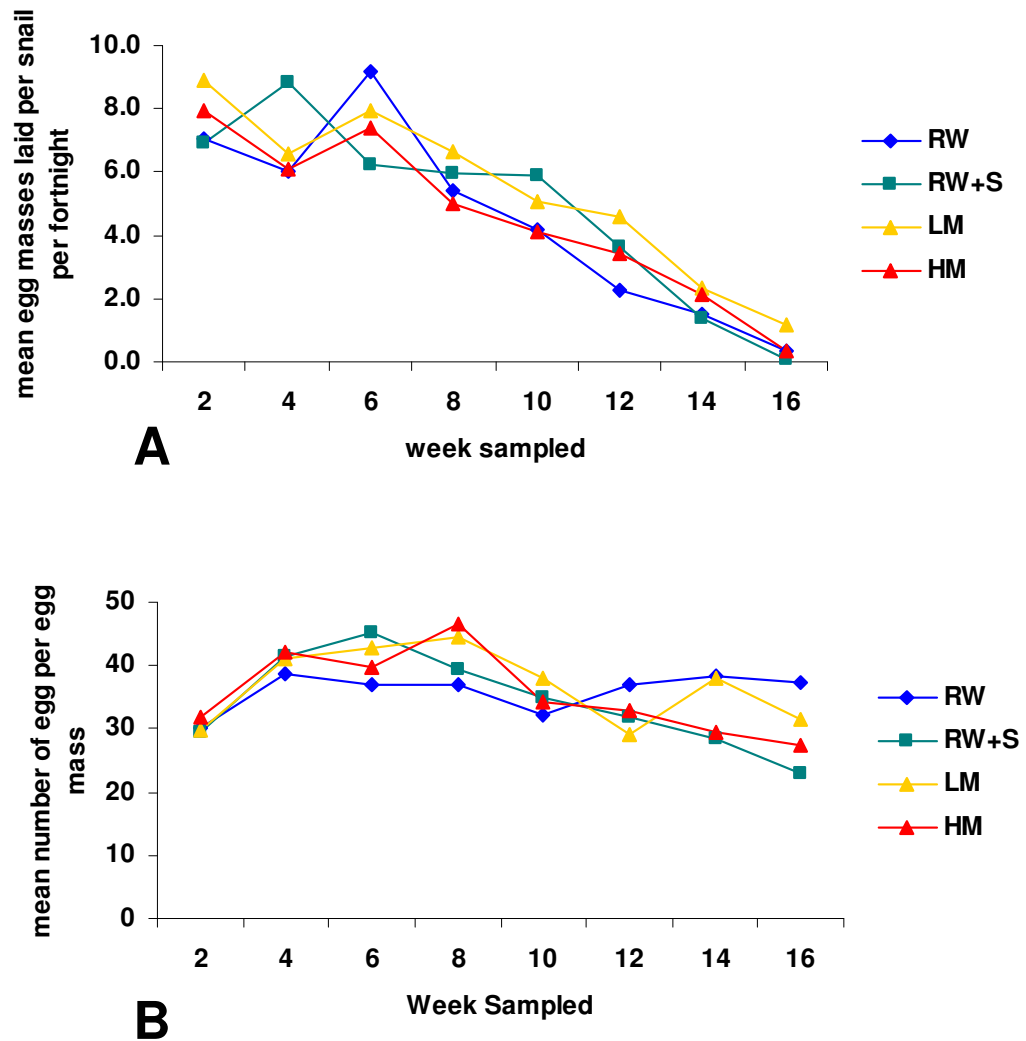 mean egg masses laid per snail
per fortnight
10.0
8.0
6.0
4.0
2.0
0.0
2 4 6 8 10 12 14 16
week sampled
RW
RW+S
LM
HM
A
mean number of egg per egg
mass
50
40
30
20
10
0
2 4 6 8 10 12 14 16
Week Sampled
RW
RW+S
LM
HM
B